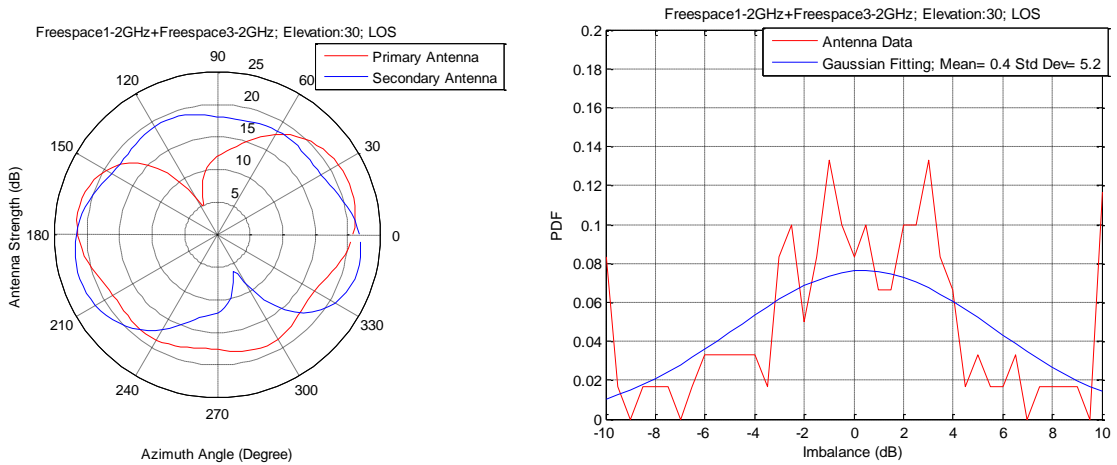 Freespace1-2GHz+Freespace3-2GHz; Elevation:30; LOS
Primary Antenna
Secondary Antenna
90
25
60
120
20
15
150
30
10
5
180
0
210
330
240
300
270
Antenna Strength (dB)
Azimuth Angle (Degree)
Freespace1-2GHz+Freespace3-2GHz; Elevation:30; LOS
Antenna Data
Gaussian Fitting; Mean= 0.4 Std Dev= 5.2
0.2
0.18
0.16
0.14
0.12
0.1
0.08
0.06
0.04
0.02
0
PDF
-10 -8 -6 -4 -2 0 2 4 6 8 10
Imbalance (dB)